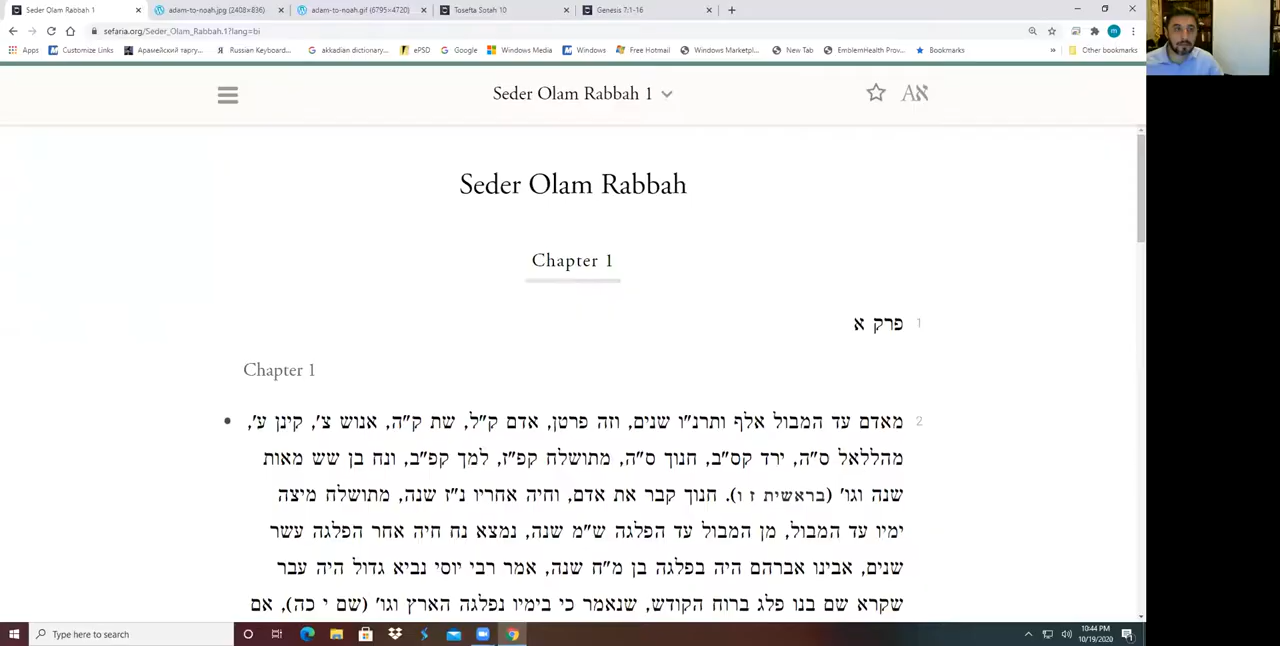 Seder Olam Rabbah 1
adam-to-noah.jpg (2408×836)
adam-to-noah.gif (6795×4720)
Tosefta Sotah 10
Genesis 7:1-16
sefaria.org/Seder_Olam_Rabbah.1?lang=bi
Apps
Customize Links
Арамейский тaргу...
Russian Keyboard...
akkadian dictionary...
ePSD
Google
Windows Media
Windows
Free Hotmail
Windows Marketpl...
New Tab
EmblemHealth Prov...
Bookmarks
»
Other bookmarks
Seder Olam Rabbah 1
Seder Olam Rabbah
Chapter 1
פרק א 1
Chapter 1
מאדם עד המבול אלף ותרנ"ו שנים, וזה פרטן, אדם ק"ל, שת ק"ה, אנוש צ', קינן ע', 2
מהללאל ס"ה, ירד קס"ב, חנוך ס"ה, מתושלח קפ"ז, למך קפ"ב, ונח בן שש מאות
שנה וגו' (בראשית ז ו). חנוך קבר את אדם, וחיה אחריו נ"ז שנה, מתושלח מיצה
ימיו עד המבול, מן המבול עד הפלגה ש"מ שנה, נמצא נח חיה אחר הפלגה עשר
שנים, אבינו אברהם היה בפלגה בן מ"ח שנה, אמר רבי יוסי נביא גדול היה עבר
שקרא שם בנו פלג ברוח הקודש, שנאמר כי בימיו נפלגה הארץ וגו' (שם י כה), אם
Type here to search
10:44 PM
10/19/2020